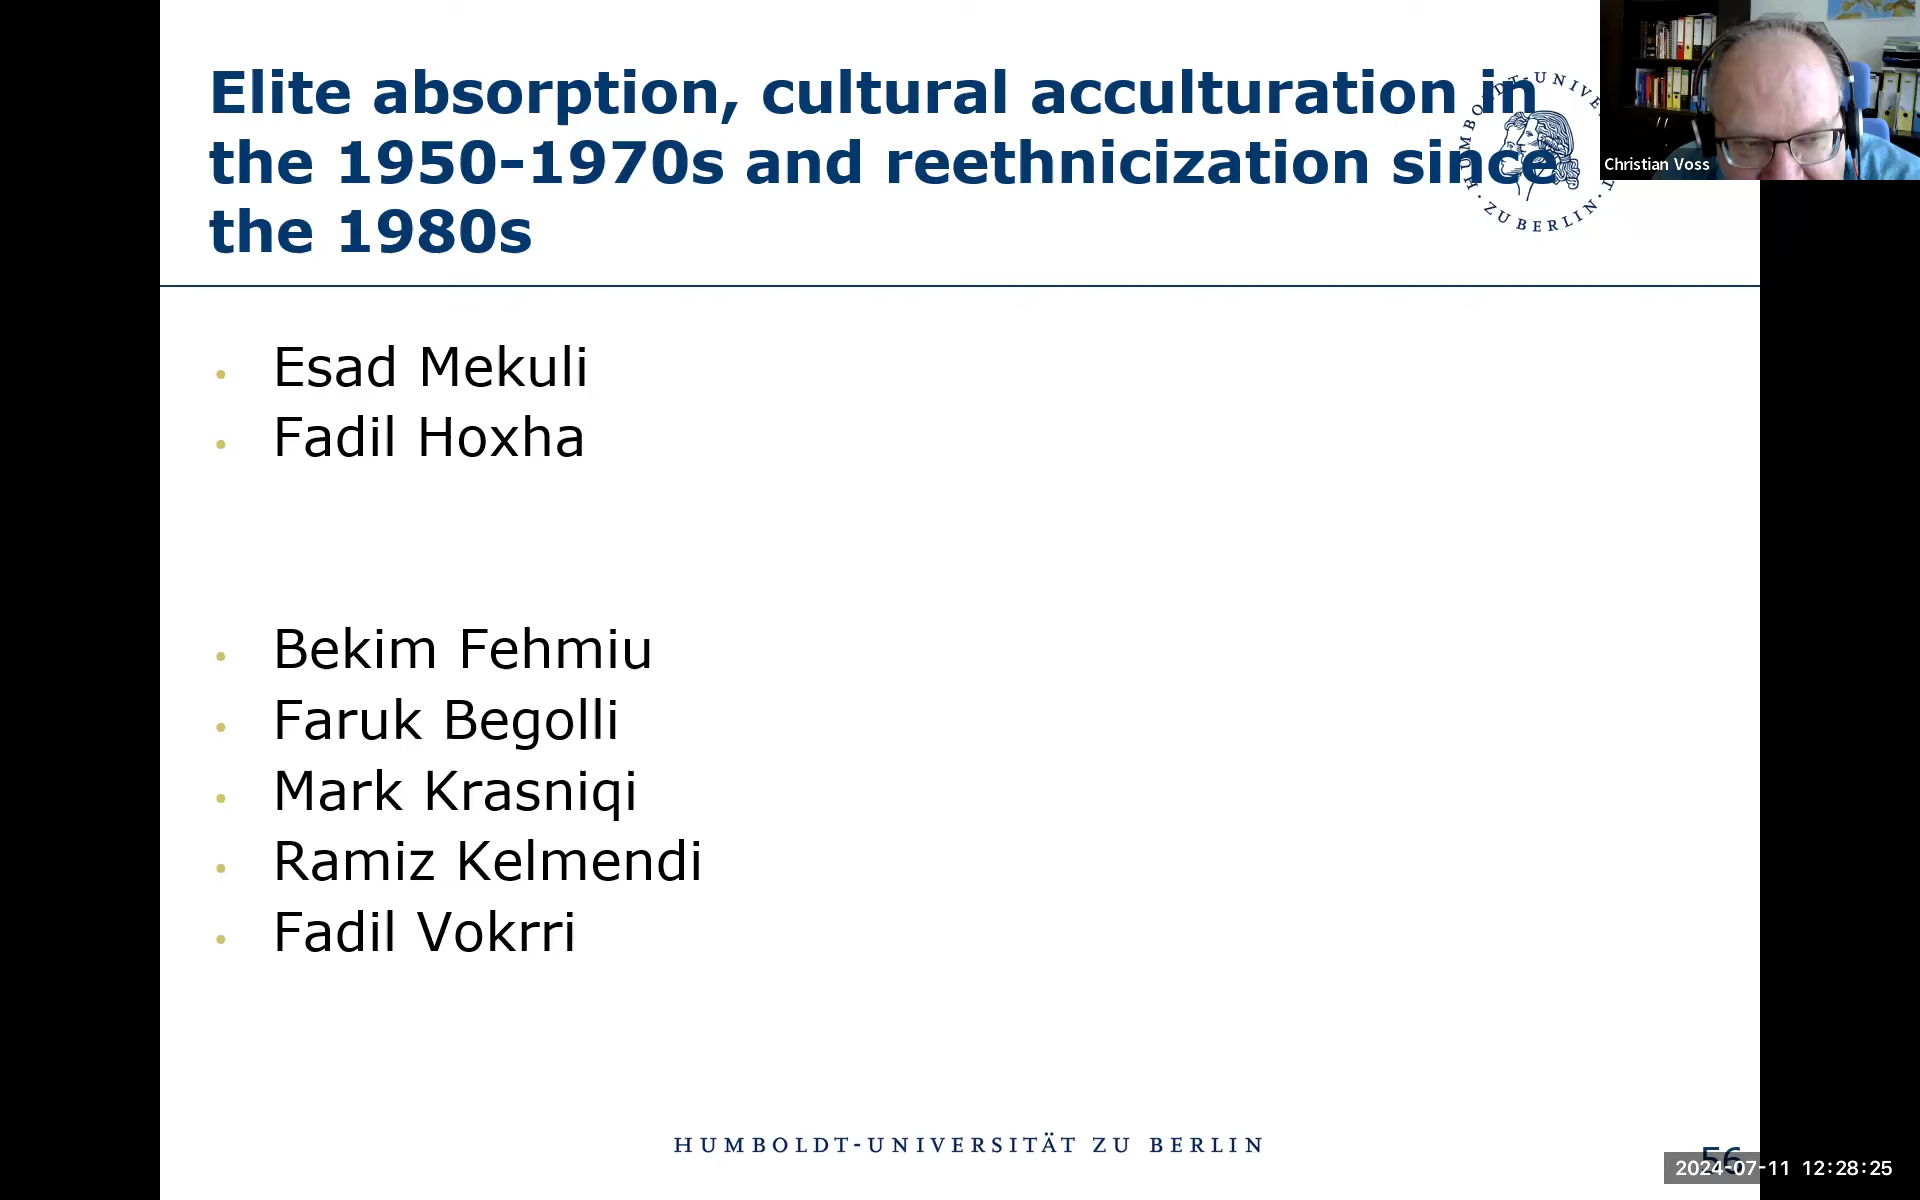 Elite absorption, cultural acculturation in
the 1950-1970s and reethnicization since
the 1980s
Christian Voss
• Esad Mekuli
• Fadil Hoxha
• Bekim Fehmiu
• Faruk Begolli
• Mark Krasniqi
• Ramiz Kelmendi
• Fadil Vokrri
HUMBOLDT-UNIVERSITÄT ZU BERLIN
56
2024-07-11 12:28:25